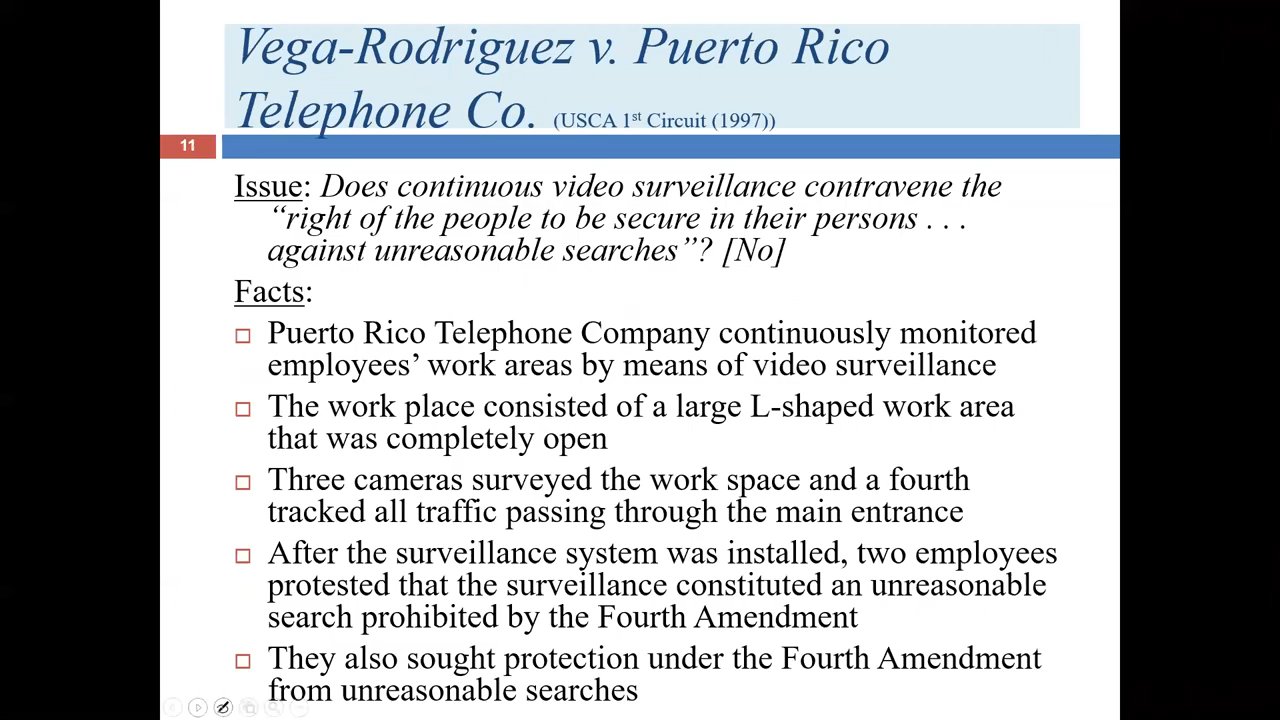 Vega-Rodriguez v. Puerto Rico
Telephone Co. (USCA 1st Circuit (1997))
11
Issue: Does continuous video surveillance contravene the
“right of the people to be secure in their persons . . .
against unreasonable searches”? [No]
Facts:
Puerto Rico Telephone Company continuously monitored
employees’ work areas by means of video surveillance
The work place consisted of a large L-shaped work area
that was completely open
Three cameras surveyed the work space and a fourth
tracked all traffic passing through the main entrance
After the surveillance system was installed, two employees
protested that the surveillance constituted an unreasonable
search prohibited by the Fourth Amendment
They also sought protection under the Fourth Amendment
from unreasonable searches